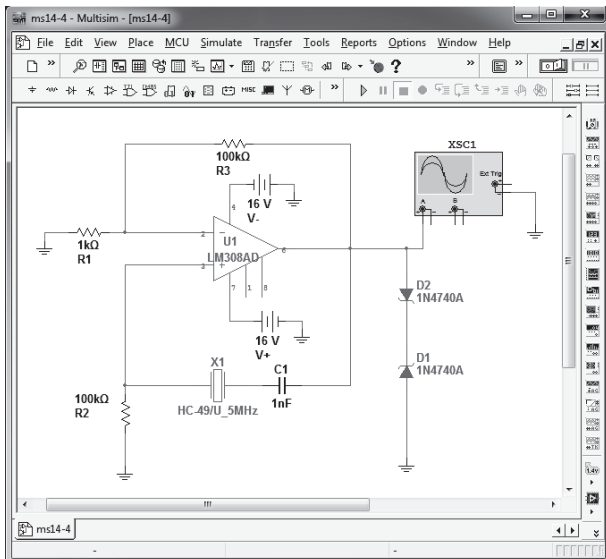 ms14-4 - Multisim - [ms14-4]
File Edit View Place MCU Simulate Transfer Tools Reports Options Window Help
XSC1
Ext Trig
A B
100kΩ
R3
16 V
V-
4
1kΩ
R1
2
U1
LM308AD
6
3
7 1 8
16 V
V+
D2
1N4740A
D1
1N4740A
X1
HC-49/U_5MHz
C1
1nF
100kΩ
R2
ms14-4